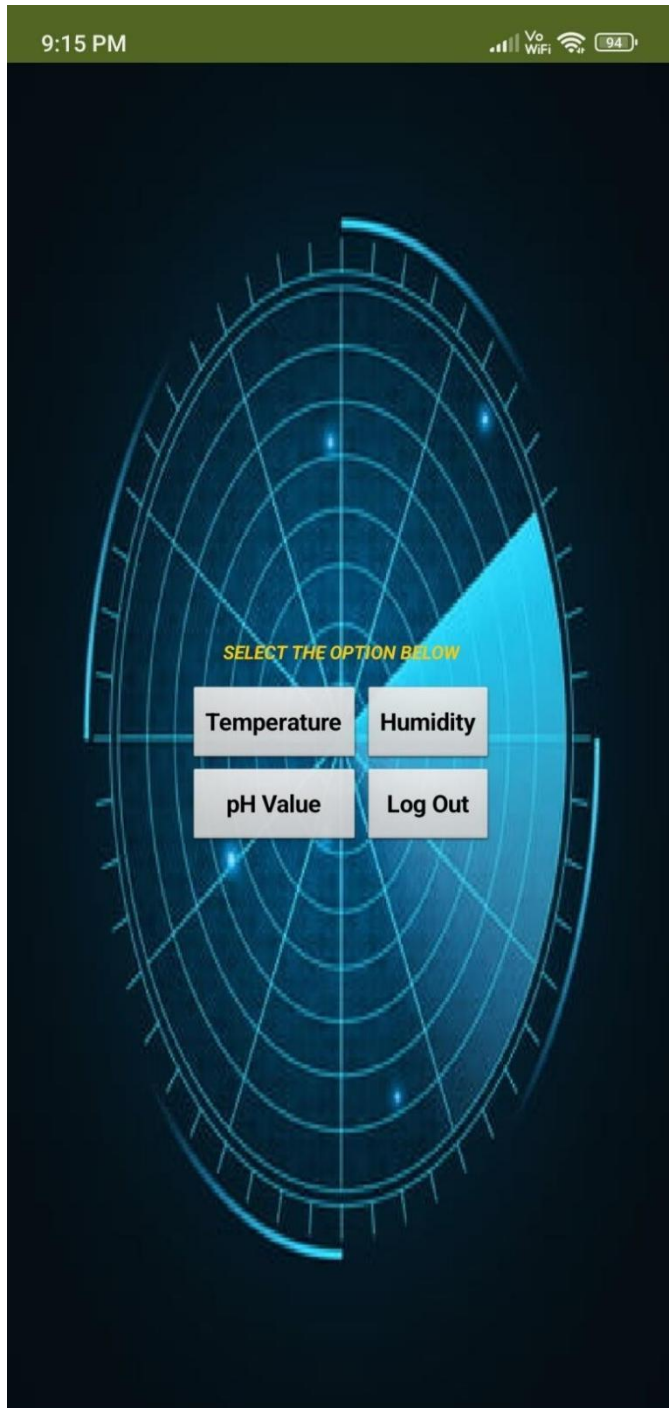 9:15 PM Vo WiFi 94
SELECT THE OPTION BELOW
Temperature Humidity
pH Value Log Out